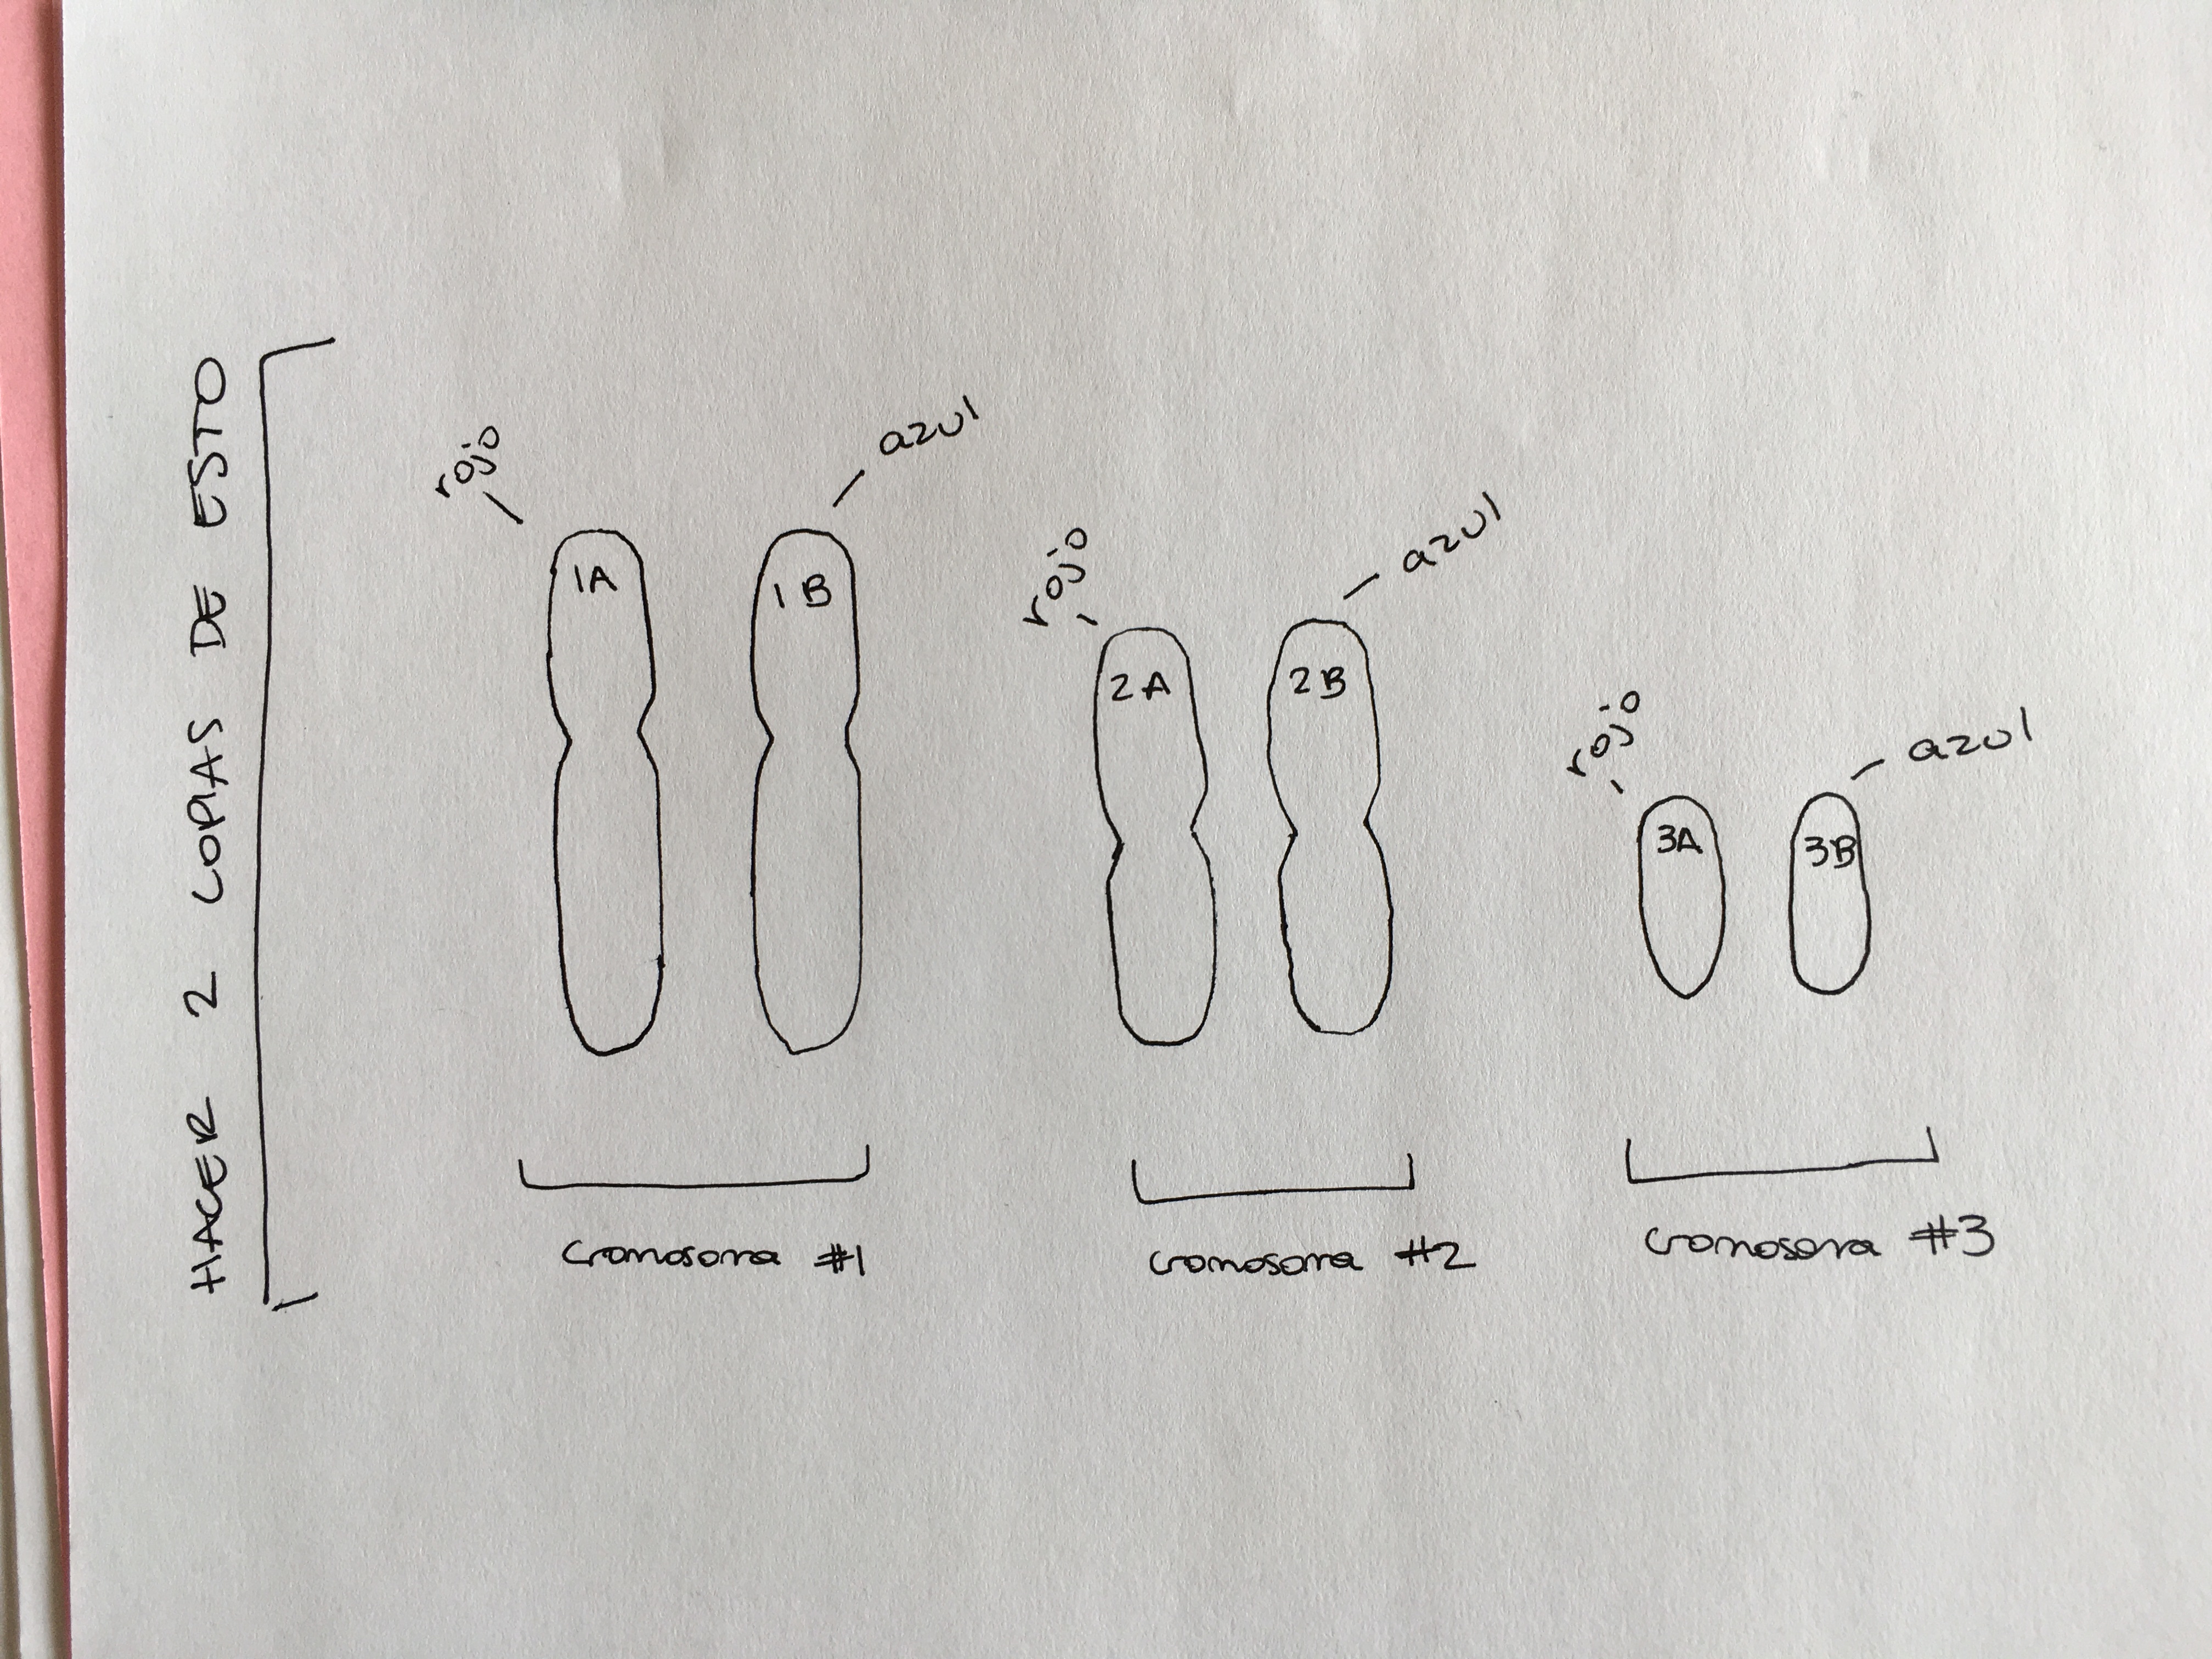 HACER 2 COPIAS DE ESTO
rojo
1A
1B
azul
cromosoma #1
rojo
2A
2B
azul
cromosoma #2
rojo
3A
3B
azul
cromosoma #3